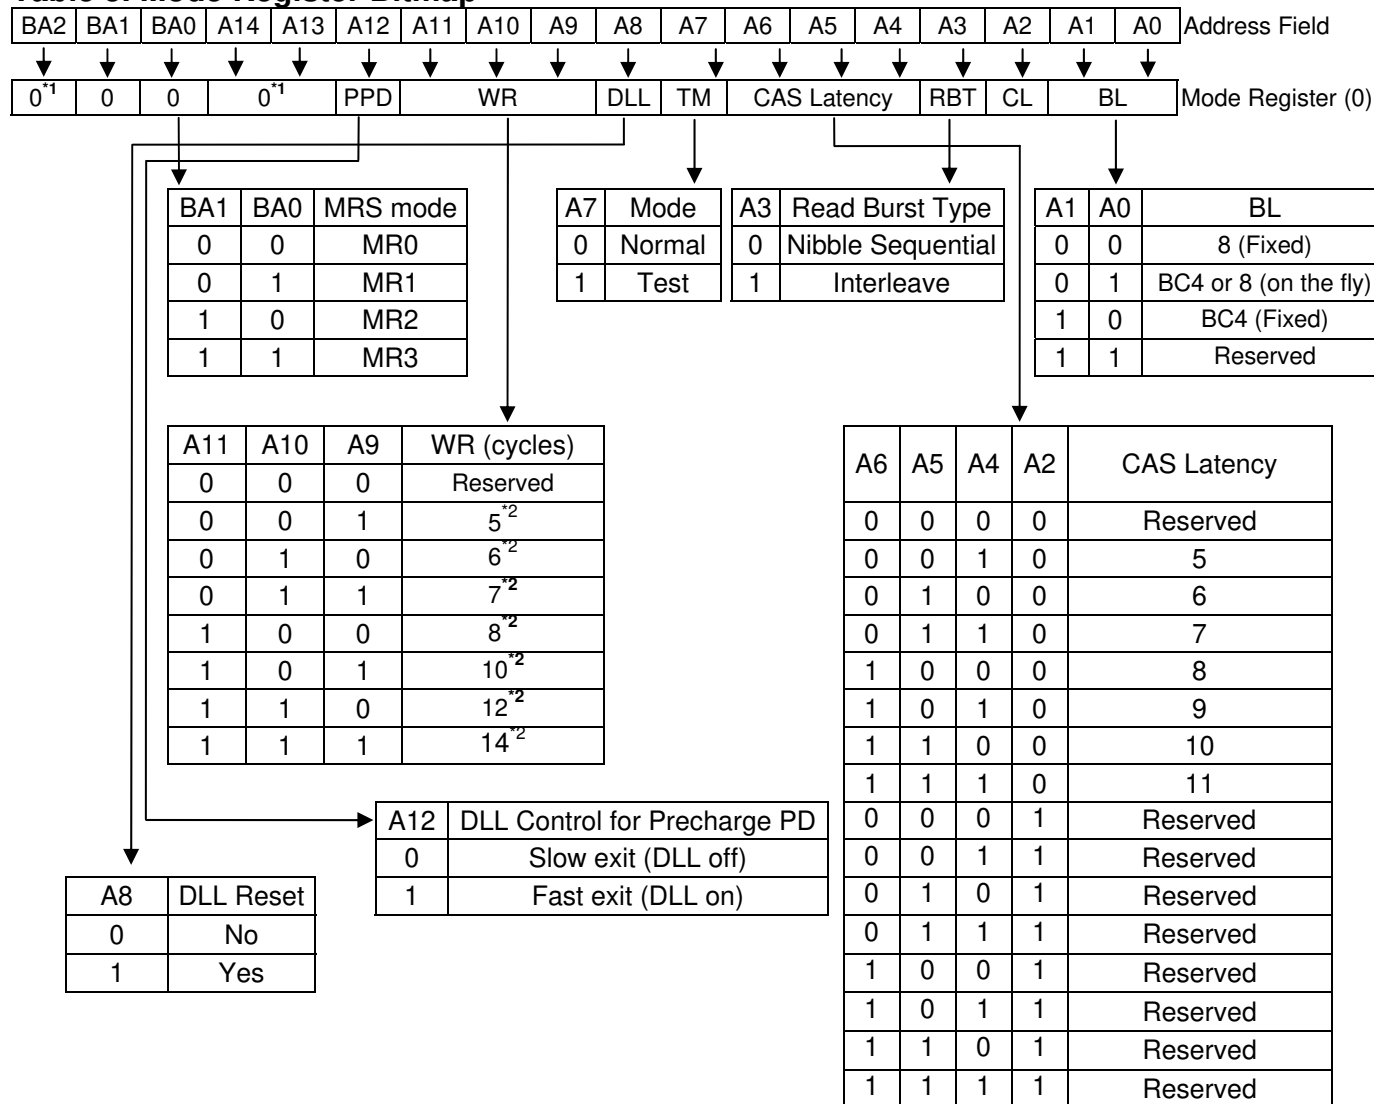 BA2 BA1 BA0 A14 A13 A12 A11 A10 A9 A8 A7 A6 A5 A4 A3 A2 A1 A0 Address Field
0*1 0 0 0*1 PPD WR DLL TM CAS Latency RBT CL BL Mode Register (0)
BA1 BA0 MRS mode
0 0 MR0
0 1 MR1
1 0 MR2
1 1 MR3
A7 Mode
0 Normal
1 Test
A3 Read Burst Type
0 Nibble Sequential
1 Interleave
A1 A0 BL
0 0 8 (Fixed)
0 1 BC4 or 8 (on the fly)
1 0 BC4 (Fixed)
1 1 Reserved
A11 A10 A9 WR (cycles)
0 0 0 Reserved
0 0 1 5*2
0 1 0 6*2
0 1 1 7*2
1 0 0 8*2
1 0 1 10*2
1 1 0 12*2
1 1 1 14*2
A6 A5 A4 A2 CAS Latency
0 0 0 0 Reserved
0 0 1 0 5
0 1 0 0 6
0 1 1 0 7
1 0 0 0 8
1 0 1 0 9
1 1 0 0 10
1 1 1 0 11
0 0 0 1 Reserved
0 0 1 1 Reserved
0 1 0 1 Reserved
0 1 1 1 Reserved
1 0 0 1 Reserved
1 0 1 1 Reserved
1 1 0 1 Reserved
1 1 1 1 Reserved
A12 DLL Control for Precharge PD
0 Slow exit (DLL off)
1 Fast exit (DLL on)
A8 DLL Reset
0 No
1 Yes